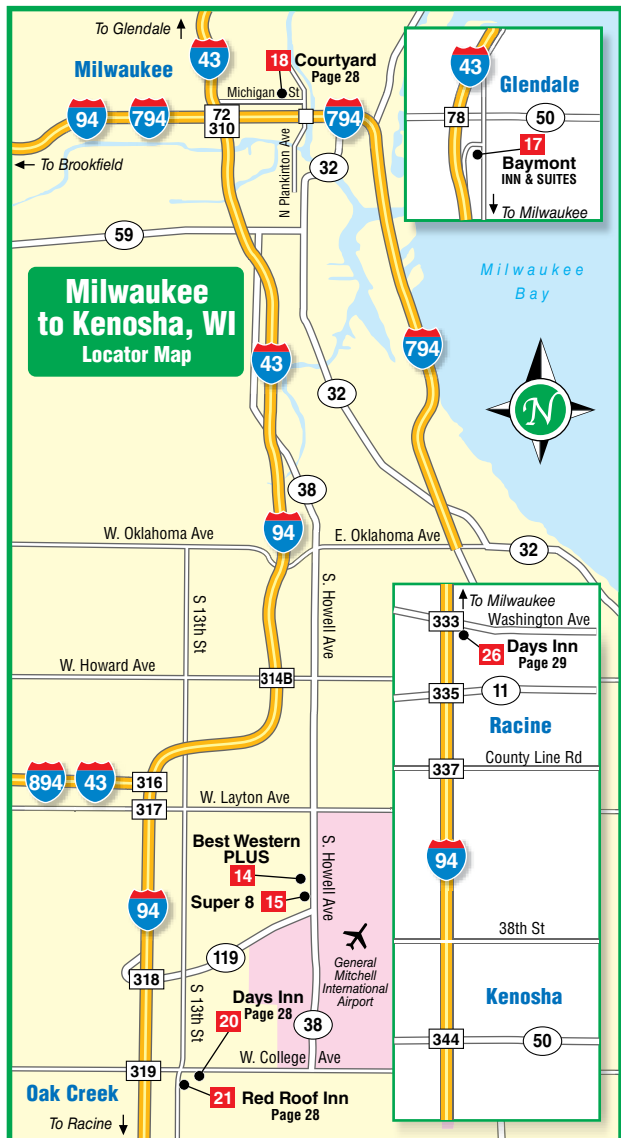 To Glendale
Milwaukee
43
18 Courtyard
Page 28
Michigan St
94
794
72
310
794
To Brookfield
N Plankinton Ave
32
59
43
Glendale
78
50
17
Baymont
INN & SUITES
To Milwaukee
Milwaukee
Bay
Milwaukee
to Kenosha, WI
Locator Map
43
794
32
N
38
94
W. Oklahoma Ave
E. Oklahoma Ave
32
S 13th St
S. Howell Ave
W. Howard Ave
314B
894
43
316
317
W. Layton Ave
Best Western
PLUS
14
Super 8 15
S. Howell Ave
94
119
318
General
Mitchell
International
Airport
S 13th St
Days Inn
Page 28
20
38
W. College Ave
319
Oak Creek
21 Red Roof Inn
Page 28
To Racine
To Milwaukee
333
Washington Ave
26 Days Inn
Page 29
335
11
Racine
County Line Rd
337
94
38th St
Kenosha
344
50